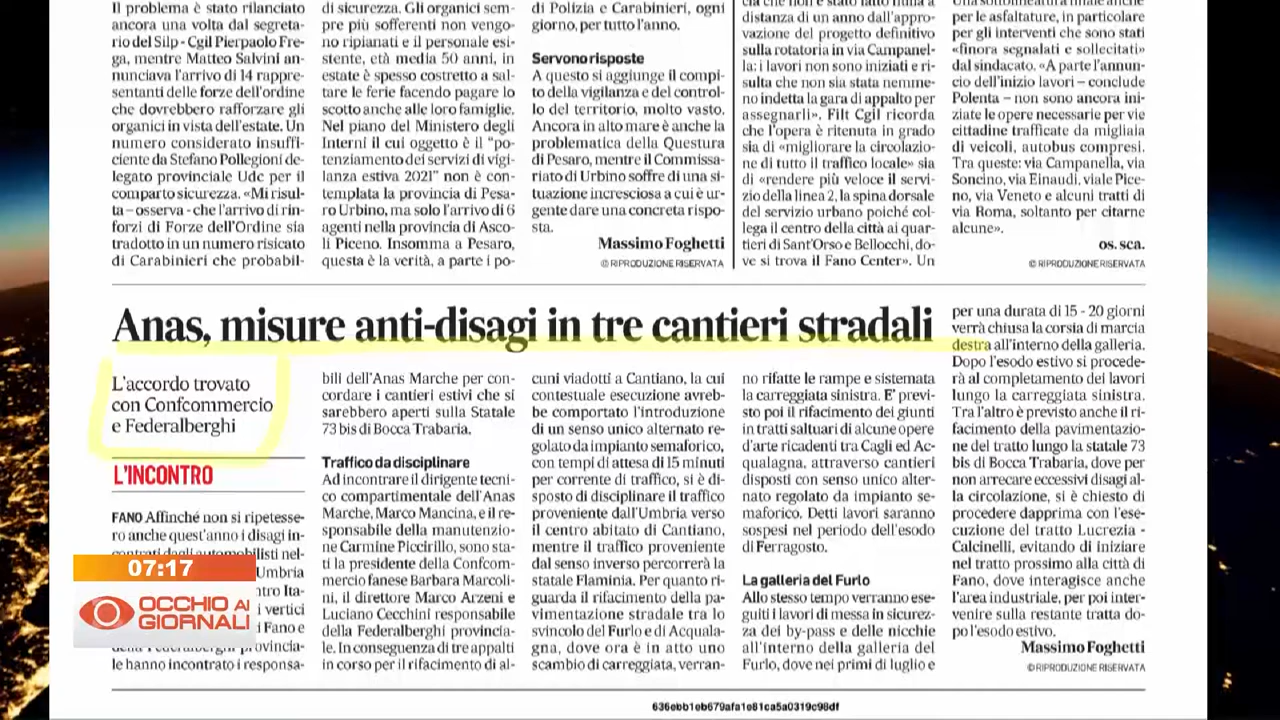 Il problema è stato rilanciato
ancora una volta dal segreta-
rio del Silp - Cgil Pierpaolo Fre-
ga, mentre Matteo Salvini an-
nunciava l'arrivo di 14 rappre-
sentanti delle forze dell'ordine
che dovrebbero rafforzare gli
organici in vista dell'estate. Un
numero considerato insuffi-
ciente da Stefano Pollegioni de-
legato provinciale Udc per il
comparto sicurezza. «Mi risul-
ta – osserva - che l'arrivo di rin-
forzi di Forze dell'Ordine sia
tradotto in un numero risicato
di Carabinieri che probabil-
di sicurezza. Gli organici sem-
pre più sofferenti non vengo-
no ripianati e il personale esi-
stente, età media 50 anni, in
estate è spesso costretto a sal-
tare le ferie facendo pagare lo
scotto anche alle loro famiglie.
Nel piano del Ministero degli
Interni il cui oggetto è il “po-
tenziamento dei servizi di vigi-
lanza estiva 2021” non è con-
templata la provincia di Pesa-
ro Urbino, ma solo l'arrivo di 6
agenti nella provincia di Asco-
li Piceno. Insomma a Pesaro,
questa è la verità, a parte i po-
di Polizia e Carabinieri, ogni
giorno, per tutto l'anno.
Servono risposte
A questo si aggiunge il compi-
to della vigilanza e del control-
lo del territorio, molto vasto.
Ancora in alto mare è anche la
problematica della Questura
di Pesaro, mentre il Commissa-
riato di Urbino soffre di una si-
tuazione incresciosa a cui è ur-
gente dare una concreta rispo-
sta.
Massimo Foghetti
© RIPRODUZIONE RISERVATA
cia che non è stato fatto nulla a
distanza di un anno dall'appro-
vazione del progetto definitivo
sulla rotatoria in via Campanel-
la: i lavori non sono iniziati e ri-
sulta che non sia stata nemme-
no indetta la gara di appalto per
assegnarli». Filt Cgil ricorda
che l'opera è ritenuta in grado
sia di «migliorare la circolazio-
ne di tutto il traffico locale» sia
di «rendere più veloce il servi-
zio della linea 2, la spina dorsale
del servizio urbano poiché col-
lega il centro della città ai quar-
tieri di Sant'Orso e Bellocchi, do-
ve si trova il Fano Center». Un
per le asfaltature, in particolare
per gli interventi che sono stati
«finora segnalati e sollecitati»
dal sindacato. «A parte l'annun-
cio dell'inizio lavori – conclude
Polenta – non sono ancora ini-
ziate le opere necessarie per vie
cittadine trafficate da migliaia
di veicoli, autobus compresi.
Tra queste: via Campanella, via
Soncino, via Einaudi, viale Pice-
no, via Veneto e alcuni tratti di
via Roma, soltanto per citarne
alcune».
os. sca.
© RIPRODUZIONE RISERVATA
Anas, misure anti-disagi in tre cantieri stradali
L'accordo trovato
con Confcommercio
e Federalberghi
L'INCONTRO
FANO Affinché non si ripetesse-
ro anche quest'anno i disagi in-
contrati dagli automobilisti nel-
Umbria
ntro Ita-
i vertici
i Fano e
della Federalberghi provincia-
le hanno incontrato i responsa-
bili dell'Anas Marche per con-
cordare i cantieri estivi che si
sarebbero aperti sulla Statale
73 bis di Bocca Trabaria.
Traffico da disciplinare
Ad incontrare il dirigente tecni-
co compartimentale dell'Anas
Marche, Marco Mancina, e il re-
sponsabile della manutenzio-
ne Carmine Piccirillo, sono sta-
ti la presidente della Confcom-
mercio fanese Barbara Marcoli-
ni, il direttore Marco Arzeni e
Luciano Cecchini responsabile
della Federalberghi provincia-
le. In conseguenza di tre appalti
in corso per il rifacimento di al-
cuni viadotti a Cantiano, la cui
contestuale esecuzione avreb-
be comportato l'introduzione
di un senso unico alternato re-
golato da impianto semaforico,
con tempi di attesa di 15 minuti
per corrente di traffico, si è di-
sposto di disciplinare il traffico
proveniente dall'Umbria verso
il centro abitato di Cantiano,
mentre il traffico proveniente
dal senso inverso percorrerà la
statale Flaminia. Per quanto ri-
guarda il rifacimento della pa-
vimentazione stradale tra lo
svincolo del Furlo e di Acquala-
gna, dove ora è in atto uno
scambio di carreggiata, verran-
no rifatte le rampe e sistemata
la carreggiata sinistra. E' previ-
sto poi il rifacimento dei giunti
in tratti saltuari di alcune opere
d'arte ricadenti tra Cagli ed Ac-
qualagna, attraverso cantieri
disposti con senso unico alter-
nato regolato da impianto se-
maforico. Detti lavori saranno
sospesi nel periodo dell'esodo
di Ferragosto.
La galleria del Furlo
Allo stesso tempo verranno ese-
guiti i lavori di messa in sicurez-
za dei by-pass e delle nicchie
all'interno della galleria del
Furlo, dove nei primi di luglio e
per una durata di 15 - 20 giorni
verrà chiusa la corsia di marcia
destra all'interno della galleria.
Dopo l'esodo estivo si procede-
rà al completamento dei lavori
lungo la carreggiata sinistra.
Tra l'altro è previsto anche il ri-
facimento della pavimentazio-
ne del tratto lungo la statale 73
bis di Bocca Trabaria, dove per
non arrecare eccessivi disagi al-
la circolazione, si è chiesto di
procedere dapprima con l'ese-
cuzione del tratto Lucrezia -
Calcinelli, evitando di iniziare
nel tratto prossimo alla città di
Fano, dove interagisce anche
l'area industriale, per poi inter-
venire sulla restante tratta do-
po l'esodo estivo.
Massimo Foghetti
© RIPRODUZIONE RISERVATA
07:17
OCCHIO AI
GIORNALI
636ebb1eb679afa1e81ca5a0319c98df